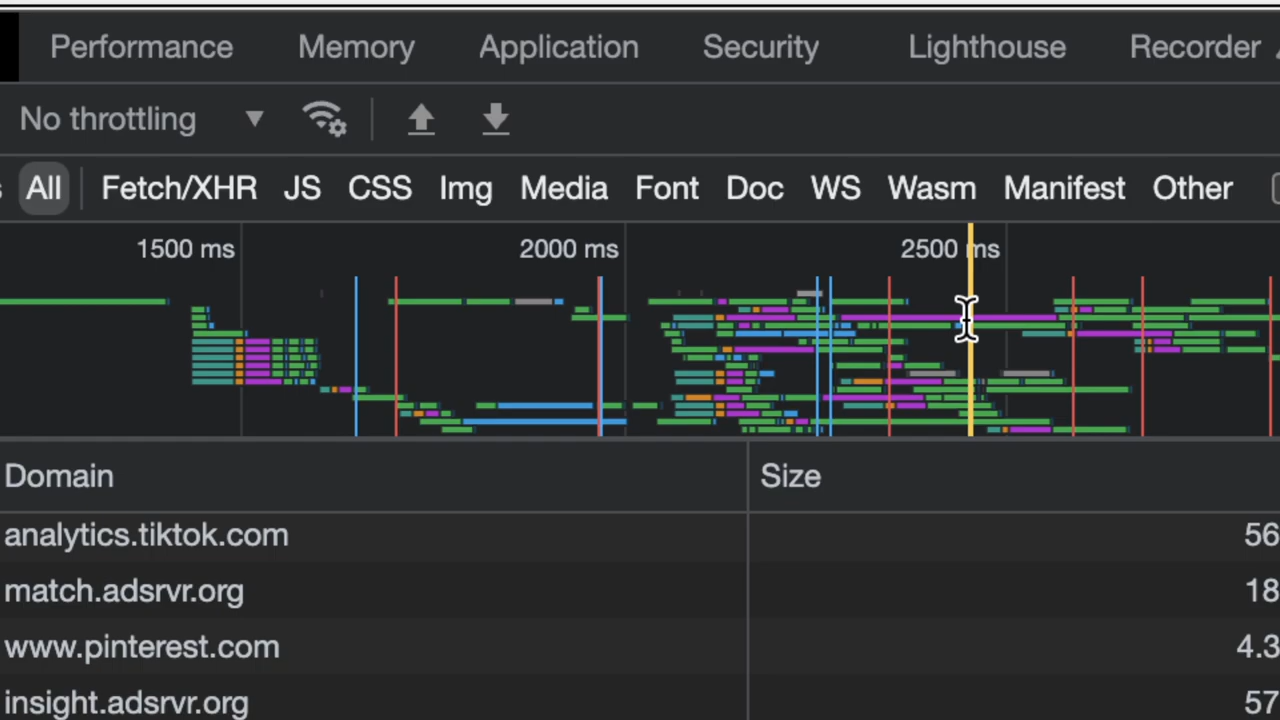 Performance Memory Application Security Lighthouse Recorder
No throttling
All Fetch/XHR JS CSS Img Media Font Doc WS Wasm Manifest Other
1500 ms 2000 ms 2500 ms
Domain Size
analytics.tiktok.com 56
match.adsrvr.org 18
www.pinterest.com 4.3
insight.adsrvr.org 57